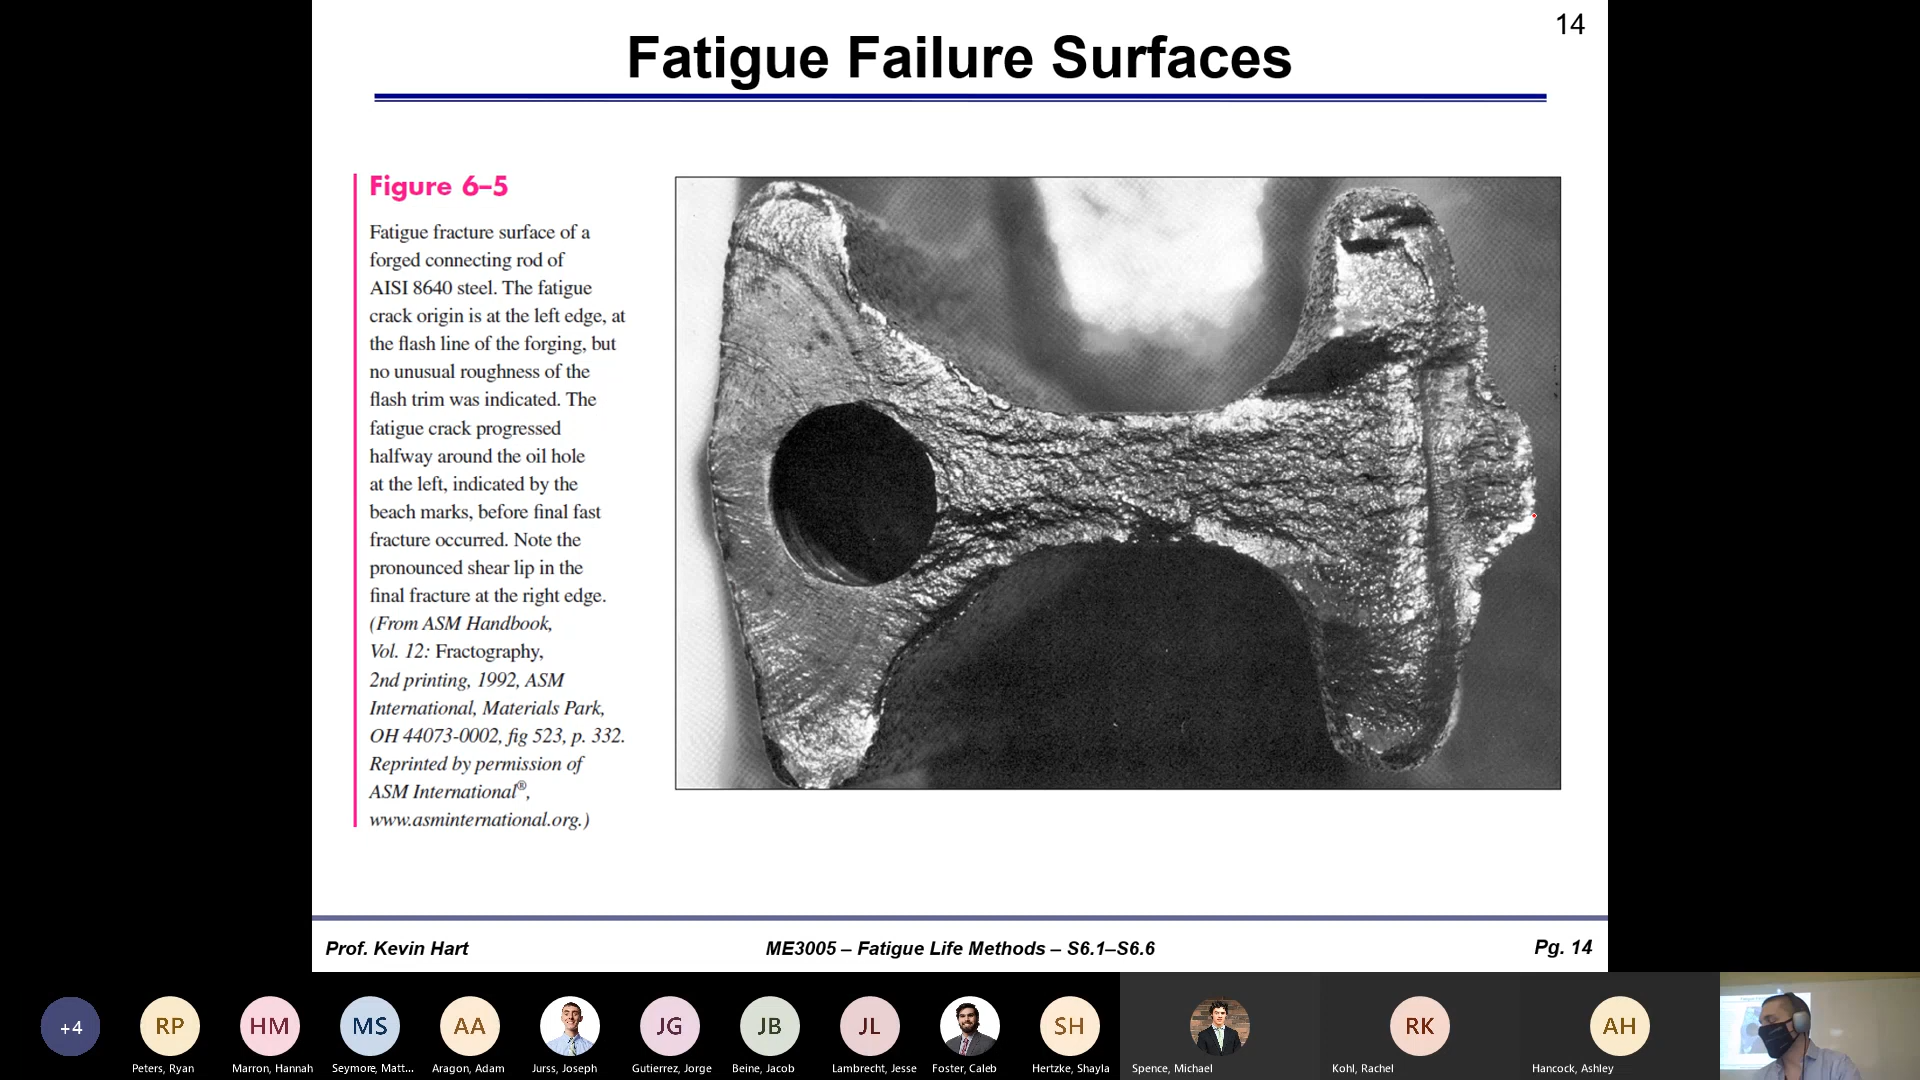 14
Fatigue Failure Surfaces
Figure 6–5
Fatigue fracture surface of a
forged connecting rod of
AISI 8640 steel. The fatigue
crack origin is at the left edge, at
the flash line of the forging, but
no unusual roughness of the
flash trim was indicated. The
fatigue crack progressed
halfway around the oil hole
at the left, indicated by the
beach marks, before final fast
fracture occurred. Note the
pronounced shear lip in the
final fracture at the right edge.
(From ASM Handbook,
Vol. 12: Fractography,
2nd printing, 1992, ASM
International, Materials Park,
OH 44073-0002, fig 523, p. 332.
Reprinted by permission of
ASM International®,
www.asminternational.org.)
Prof. Kevin Hart
ME3005 – Fatigue Life Methods – S6.1–S6.6
Pg. 14
+4
RP
HM
MS
AA
JG
JB
JL
SH
RK
AH
Peters, Ryan
Marron, Hannah
Seymore, Matt...
Aragon, Adam
Jurss, Joseph
Gutierrez, Jorge
Beine, Jacob
Lambrecht, Jesse
Foster, Caleb
Hertzke, Shayla
Spence, Michael
Kohl, Rachel
Hancock, Ashley